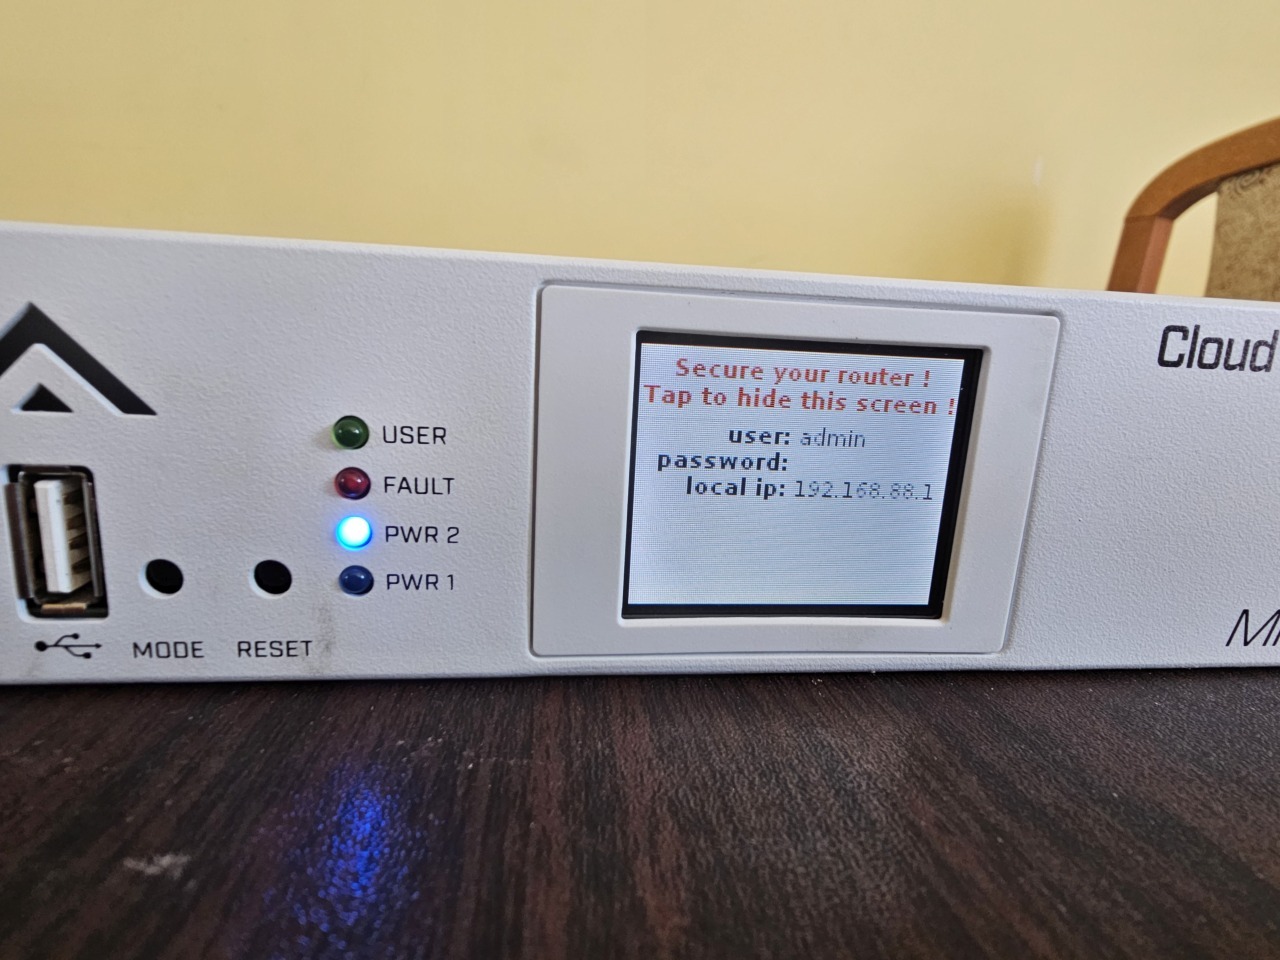 Cloud
Secure your router !
Tap to hide this screen !
user: admin
password:
local ip: 192.168.88.1
USER
FAULT
PWR 2
PWR 1
MODE
RESET